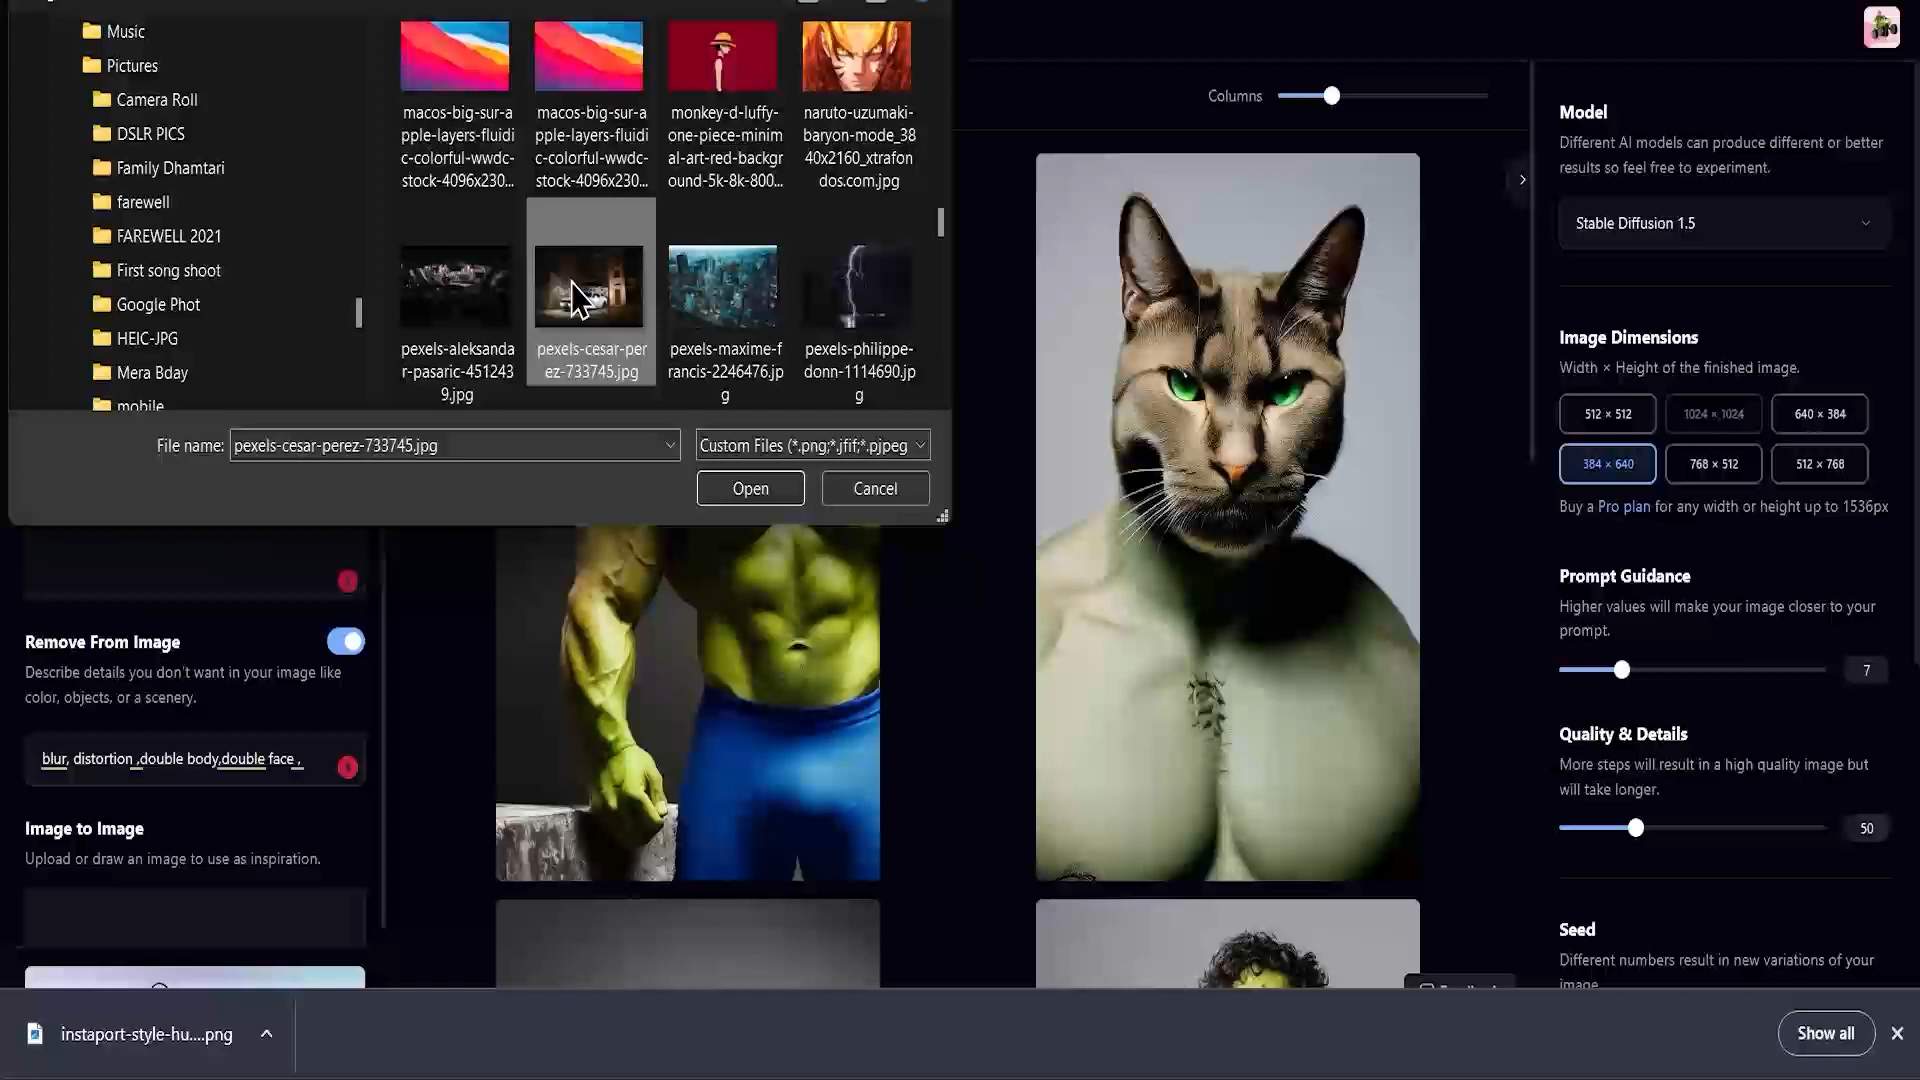 Music
Pictures
Camera Roll
DSLR PICS
Family Dhamtari
farewell
FAREWELL 2021
First song shoot
Google Phot
HEIC-JPG
Mera Bday
mobile
macos-big-sur-a
pple-layers-fluidi
c-colorful-wwdc-
stock-4096x230...
macos-big-sur-a
pple-layers-fluidi
c-colorful-wwdc-
stock-4096x230...
monkey-d-luffy-
one-piece-minim
al-art-red-backgr
ound-5k-8k-800...
naruto-uzumaki-
baryon-mode_38
40x2160_xtrafon
dos.com.jpg
pexels-aleksanda
r-pasaric-451243
9.jpg
pexels-cesar-per
ez-733745.jpg
pexels-maxime-f
rancis-2246476.jp
g
pexels-philippe-
donn-1114690.jp
g
File name:
pexels-cesar-perez-733745.jpg
Custom Files (*.png;*.jfif;*.pjpeg
Open
Cancel
Remove From Image
Describe details you don't want in your image like
color, objects, or a scenery.
blur, distortion ,double body,double face ,
Image to Image
Upload or draw an image to use as inspiration.
Columns
Model
Different AI models can produce different or better
results so feel free to experiment.
Stable Diffusion 1.5
Image Dimensions
Width × Height of the finished image.
512 × 512
1024 × 1024
640 × 384
384 × 640
768 × 512
512 × 768
Buy a Pro plan for any width or height up to 1536px
Prompt Guidance
Higher values will make your image closer to your
prompt.
7
Quality & Details
More steps will result in a high quality image but
will take longer.
50
Seed
Different numbers result in new variations of your
image.
instaport-style-hu....png
Show all